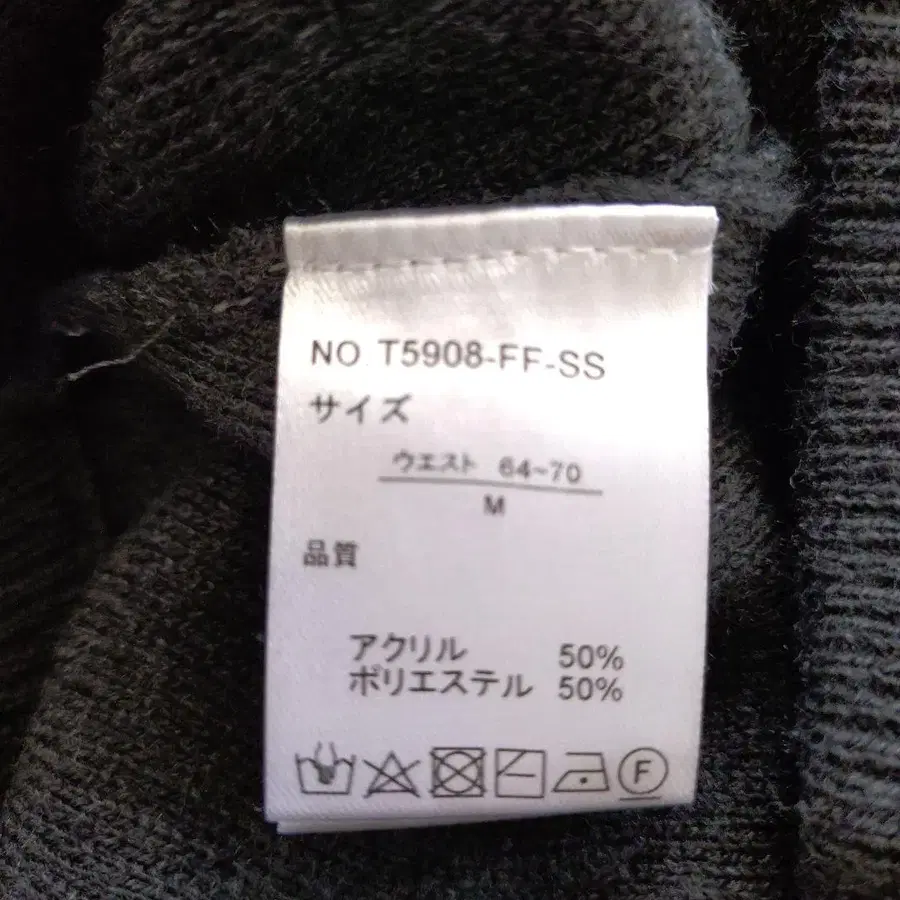 NO T5908-FF-SS
サイズ
ウエスト 64~70
M
品質
アクリル 50%
ポリエステル 50%
F